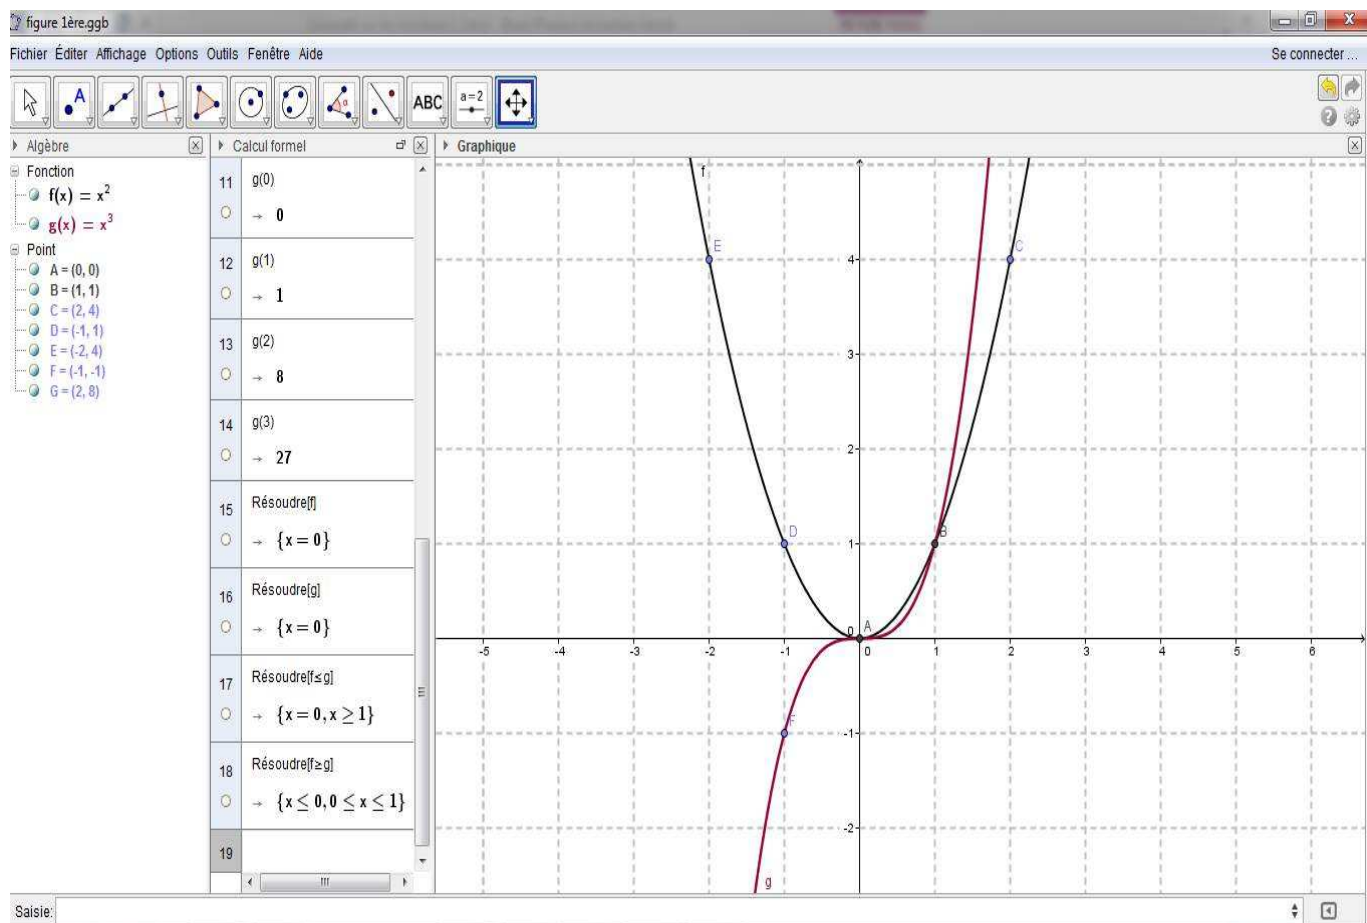 figure 1ère.ggb
Fichier Éditer Affichage Options Outils Fenêtre Aide
Se connecter ...
A
α
ABC
a=2
Algèbre
Calcul formel
Graphique
Fonction
f(x) = x²
g(x) = x³
Point
A = (0, 0)
B = (1, 1)
C = (2, 4)
D = (-1, 1)
E = (-2, 4)
F = (-1, -1)
G = (2, 8)
11 g(0)
→ 0
12 g(1)
→ 1
13 g(2)
→ 8
14 g(3)
→ 27
15 Résoudre[f]
→ {x = 0}
16 Résoudre[g]
→ {x = 0}
17 Résoudre[f≤g]
→ {x = 0, x ≥ 1}
18 Résoudre[f≥g]
→ {x ≤ 0, 0 ≤ x ≤ 1}
19
f
E
C
4
3
2
D
1
B
0
A
-5 -4 -3 -2 -1 0 1 2 3 4 5 6
F
-1
-2
g
Saisie: